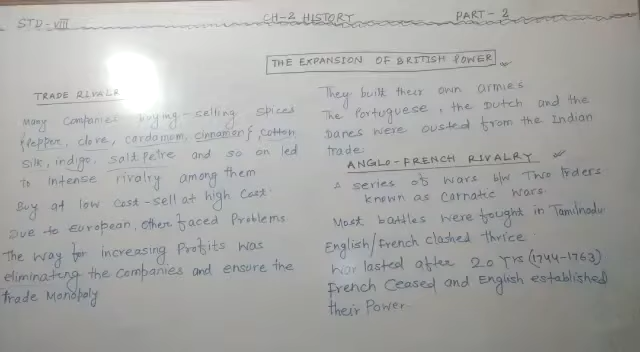 STD-VIII
CH-2 HISTORY
PART-2
THE EXPANSION OF BRITISH POWER
TRADE RIVALR
Many Companies buying-selling spices
(Pepper, clove, cardamom, cinnamen), cotton,
Silk, indigo, saltpetre and so on led
to intense rivalry among them
Buy at low cost-sell at high cost.
Due to european, other faced Problems
The way for increasing Profits was
eliminating the companies and ensure the
trade Monopoly
They built their own armies
The Portuguese, the Dutch and the
Danes were ousted from the Indian
trade.
ANGLO-FRENCH RIVALRY
A series of wars b/w Two traders
known as Carnatic wars.
Most battles were fought in Tamilnadu
English/French clashed thrice.
War lasted after 20 yrs (1744-1763)
french Ceased and English established
their Power.